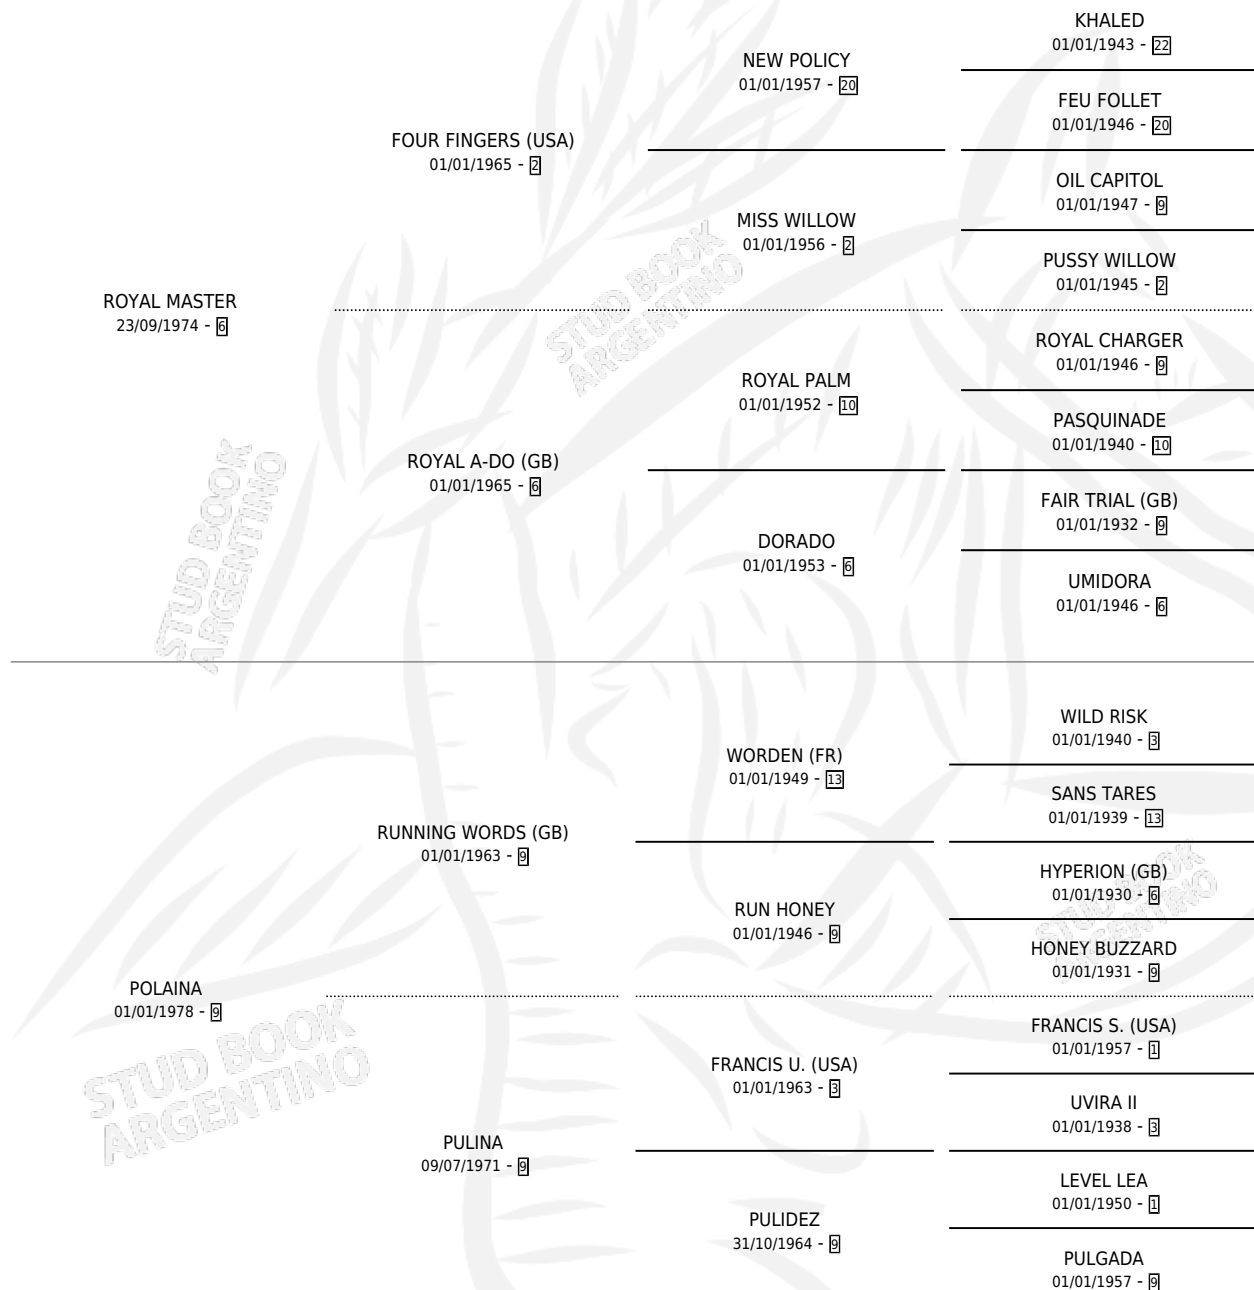 KHALED
01/01/1943 - 22
NEW POLICY
01/01/1957 - 20
FEU FOLLET
01/01/1946 - 20
FOUR FINGERS (USA)
01/01/1965 - 2
OIL CAPITOL
01/01/1947 - 9
MISS WILLOW
01/01/1956 - 2
PUSSY WILLOW
01/01/1945 - 2
ROYAL MASTER
23/09/1974 - 6
STUD BOOK
ARGENTINO
ROYAL CHARGER
01/01/1946 - 9
ROYAL PALM
01/01/1952 - 10
PASQUINADE
01/01/1940 - 10
ROYAL A-DO (GB)
01/01/1965 - 6
FAIR TRIAL (GB)
01/01/1932 - 9
DORADO
01/01/1953 - 6
UMIDORA
01/01/1946 - 6
STUD BOOK
ARGENTINO
WILD RISK
01/01/1940 - 3
WORDEN (FR)
01/01/1949 - 13
SANS TARES
01/01/1939 - 13
RUNNING WORDS (GB)
01/01/1963 - 9
HYPERION (GB)
01/01/1930 - 6
RUN HONEY
01/01/1946 - 9
STUD BOOK
ARGENTINO
HONEY BUZZARD
01/01/1931 - 9
POLAINA
01/01/1978 - 9
STUD BOOK
ARGENTINO
FRANCIS S. (USA)
01/01/1957 - 1
FRANCIS U. (USA)
01/01/1963 - 3
UVIRA II
01/01/1938 - 3
PULINA
09/07/1971 - 9
LEVEL LEA
01/01/1950 - 1
PULIDEZ
31/10/1964 - 9
PULGADA
01/01/1957 - 9